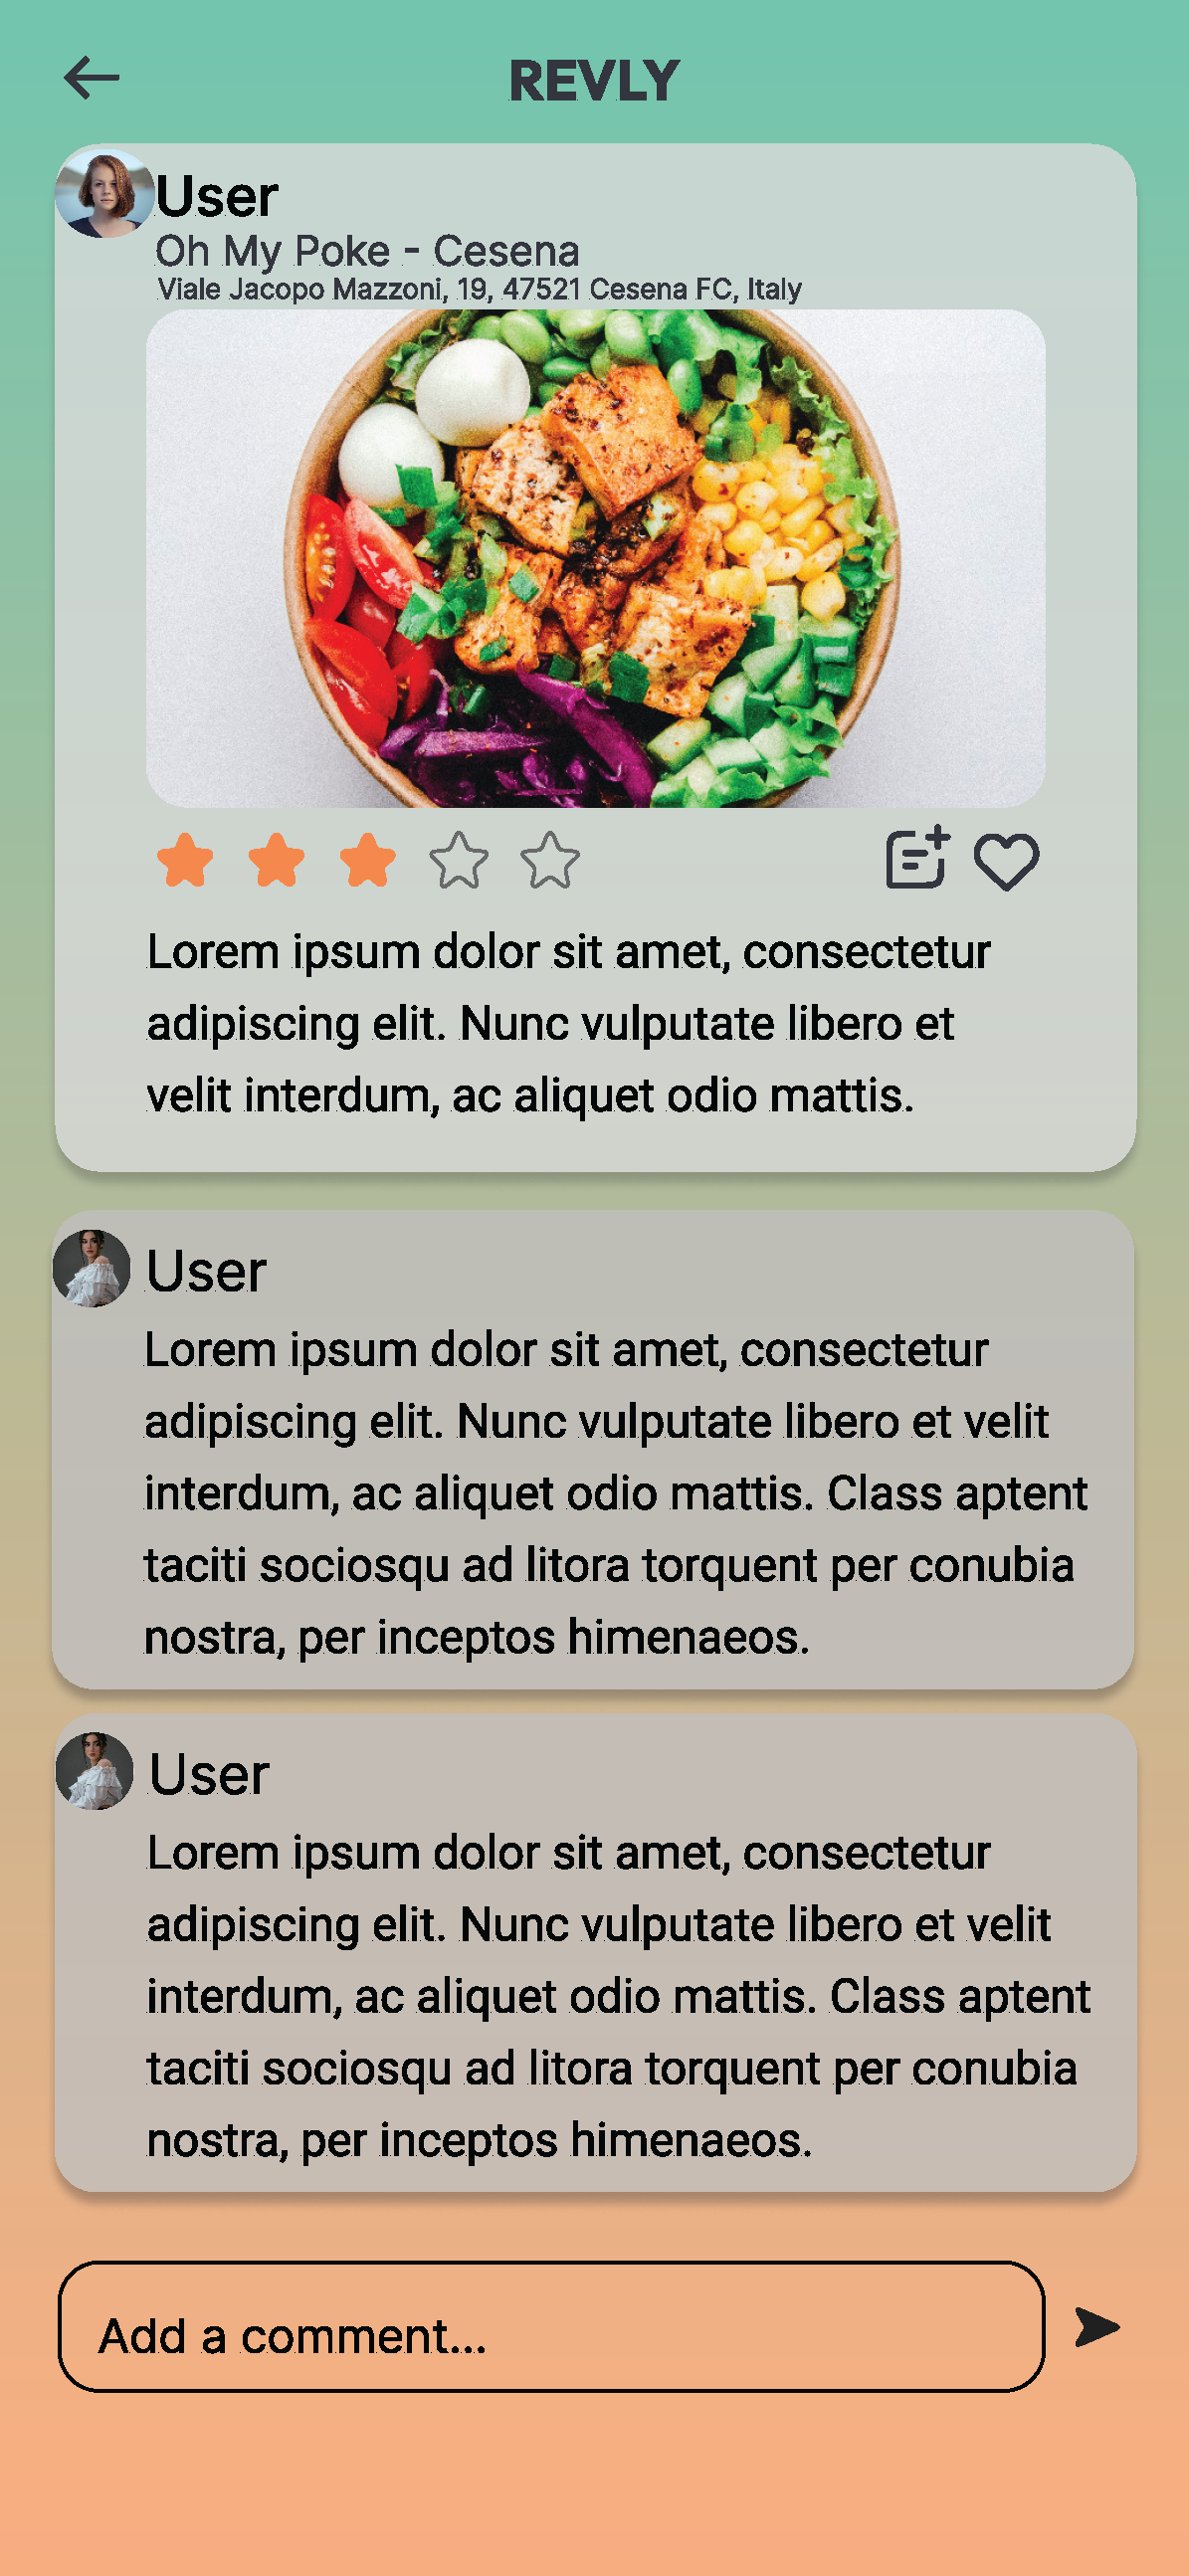 REVLY
User
Oh My Poke - Cesena
Viale Jacopo Mazzoni, 19, 47521 Cesena FC, Italy
Lorem ipsum dolor sit amet, consectetur
adipiscing elit. Nunc vulputate libero et
velit interdum, ac aliquet odio mattis.
User
Lorem ipsum dolor sit amet, consectetur
adipiscing elit. Nunc vulputate libero et velit
interdum, ac aliquet odio mattis. Class aptent
taciti sociosqu ad litora torquent per conubia
nostra, per inceptos himenaeos.
User
Lorem ipsum dolor sit amet, consectetur
adipiscing elit. Nunc vulputate libero et velit
interdum, ac aliquet odio mattis. Class aptent
taciti sociosqu ad litora torquent per conubia
nostra, per inceptos himenaeos.
Add a comment...